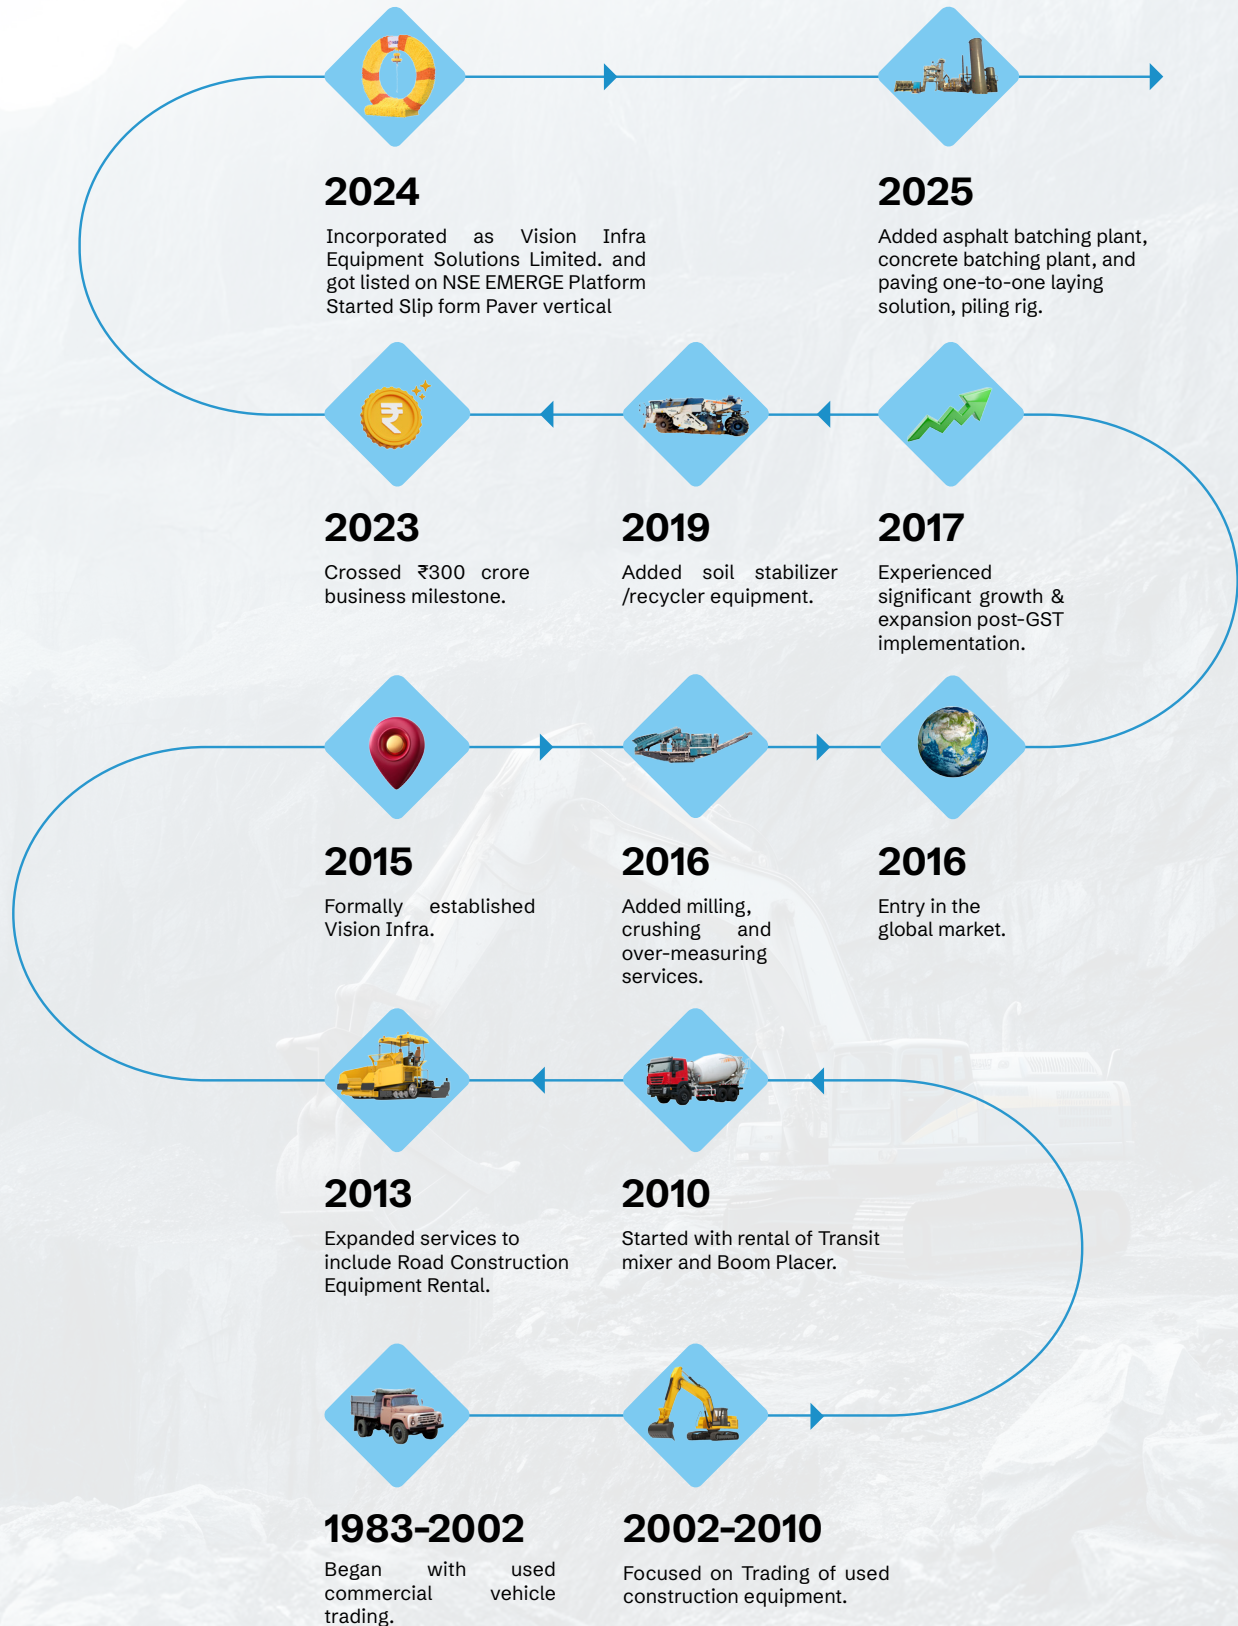 2024
Incorporated as Vision Infra
Equipment Solutions Limited. and
got listed on NSE EMERGE Platform
Started Slip form Paver vertical
2025
Added asphalt batching plant,
concrete batching plant, and
paving one-to-one laying
solution, piling rig.
2023
Crossed ₹300 crore
business milestone.
2019
Added soil stabilizer
/recycler equipment.
2017
Experienced
significant growth &
expansion post-GST
implementation.
2015
Formally established
Vision Infra.
2016
Added milling,
crushing and
over-measuring
services.
2016
Entry in the
global market.
2013
Expanded services to
include Road Construction
Equipment Rental.
2010
Started with rental of Transit
mixer and Boom Placer.
1983-2002
Began with used
commercial vehicle
trading.
2002-2010
Focused on Trading of used
construction equipment.